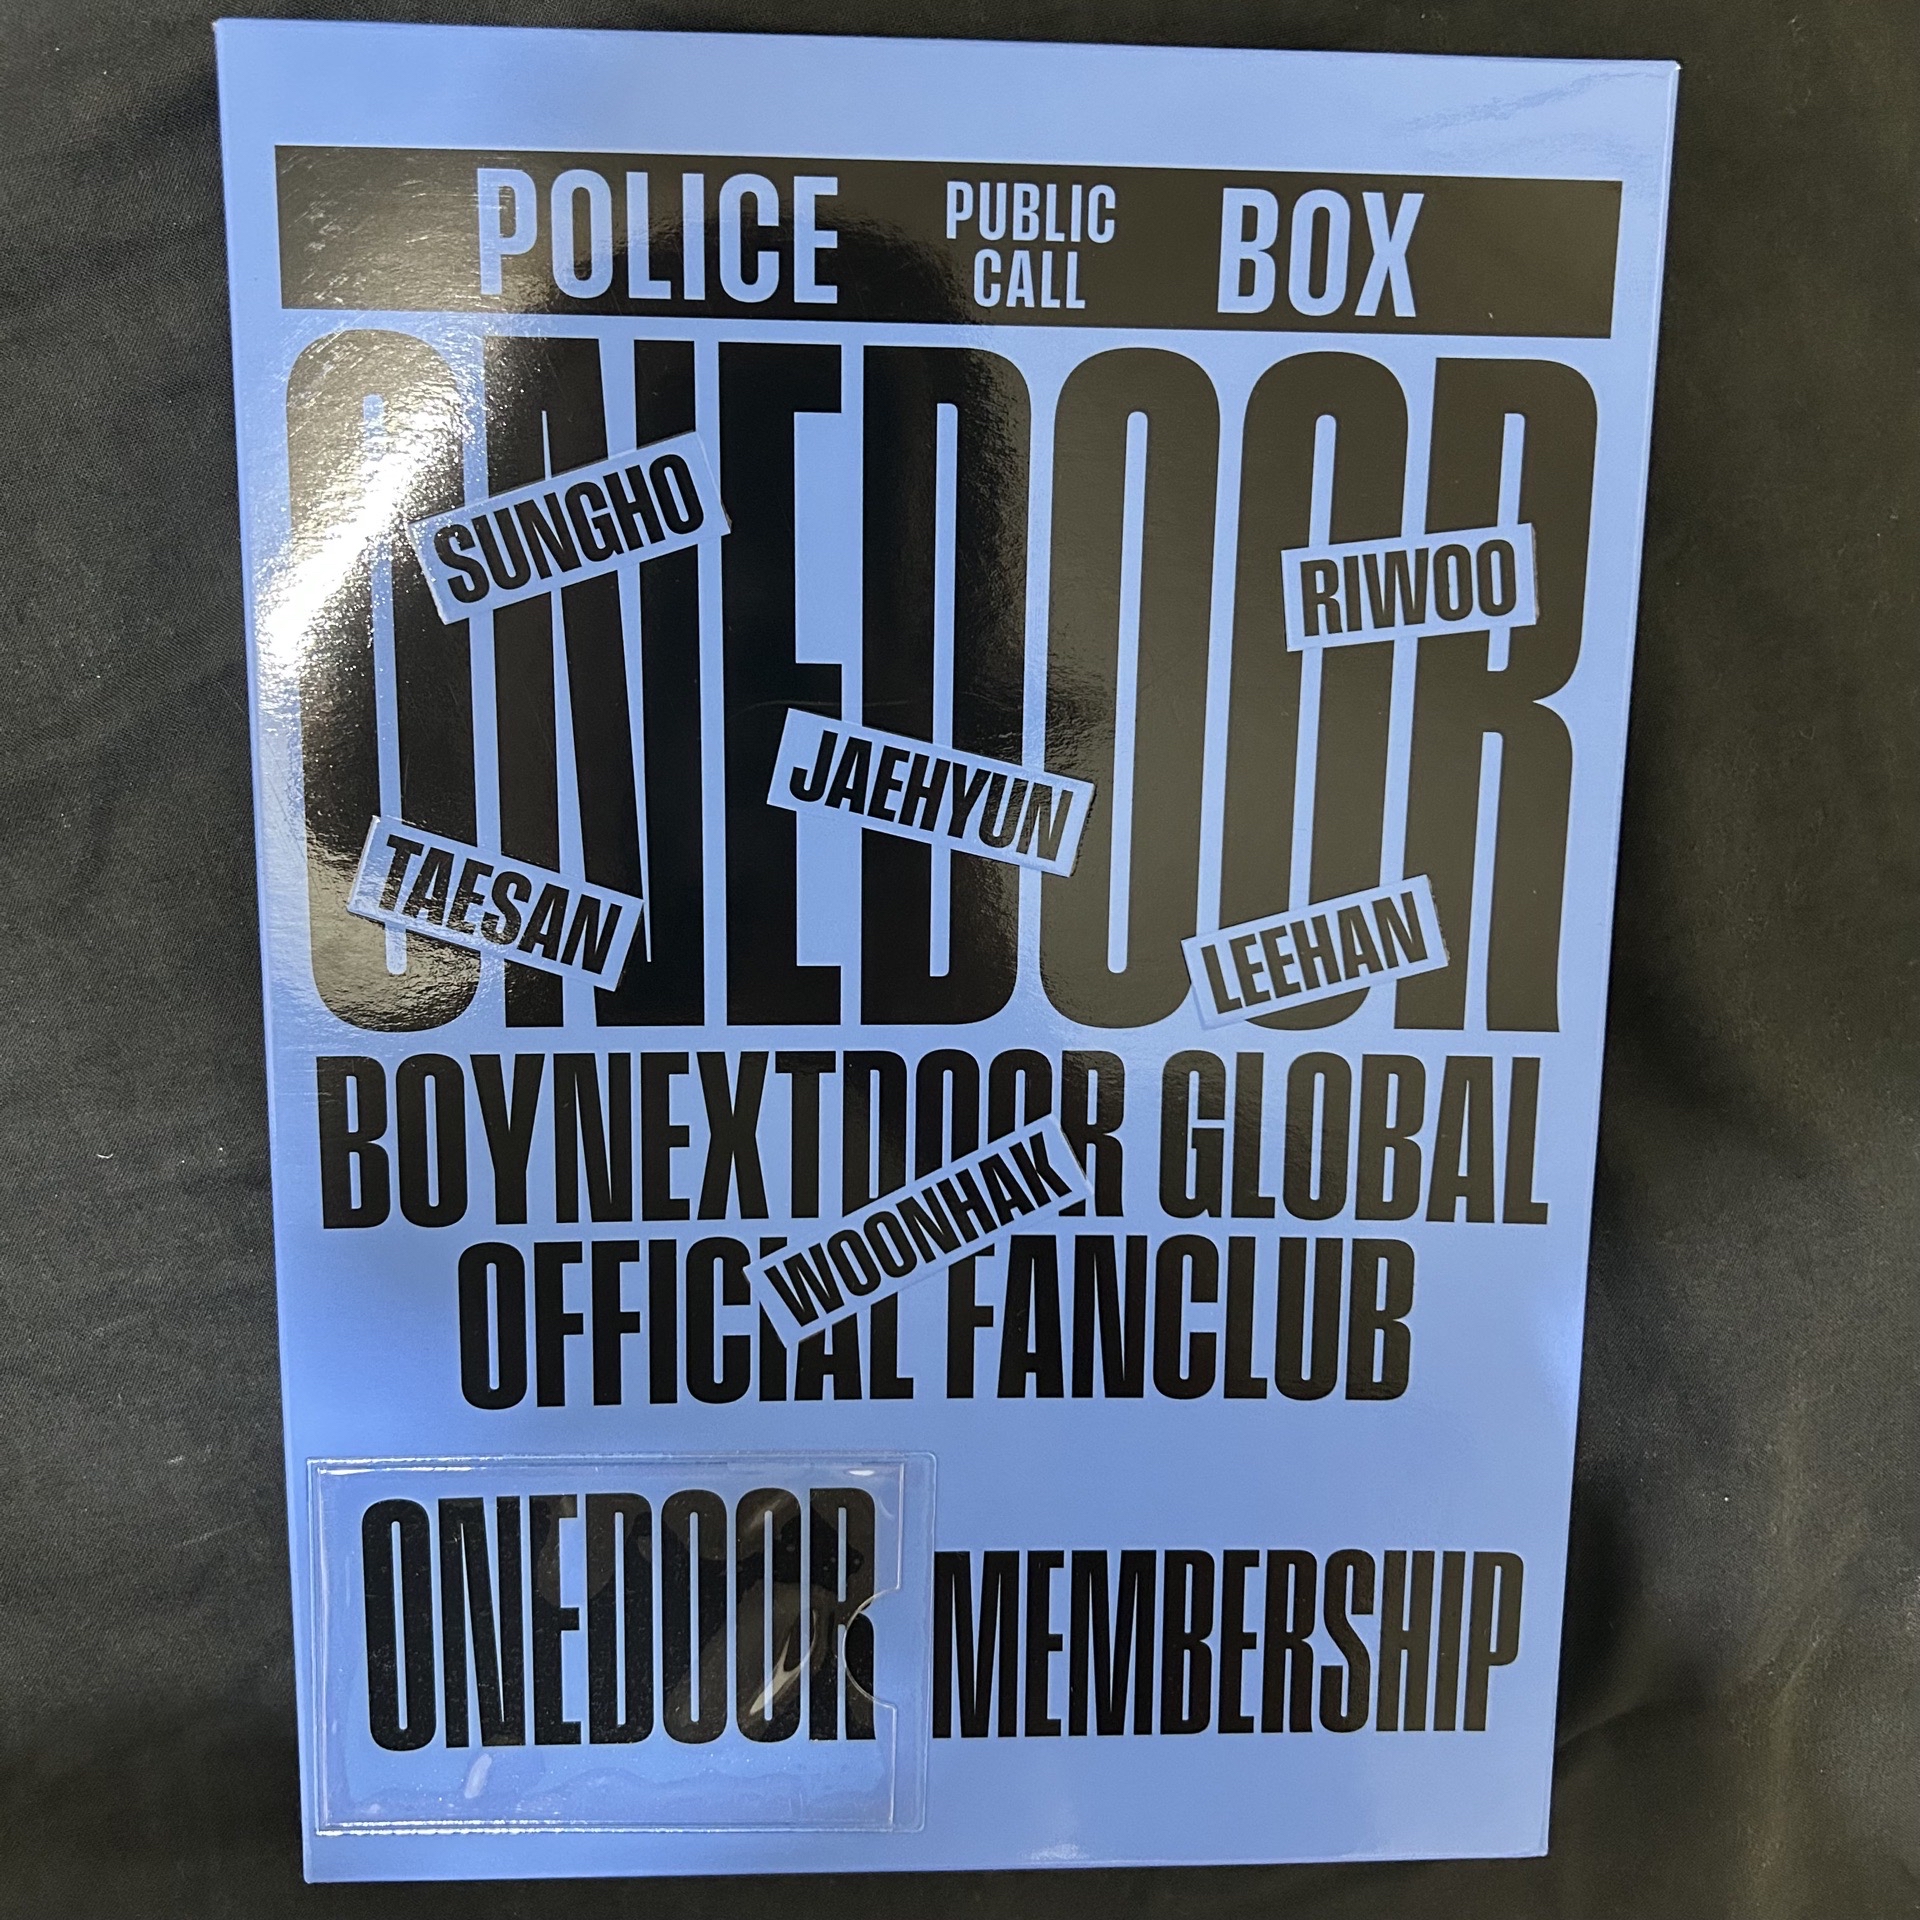 POLICE PUBLIC CALL BOX
ONEDOOR
SUNGHO
RIWOO
JAEHYUN
TAESAN
LEEHAN
BOYNEXTDOOR GLOBAL
WOONHAK
OFFICIAL FANCLUB
ONEDOOR MEMBERSHIP